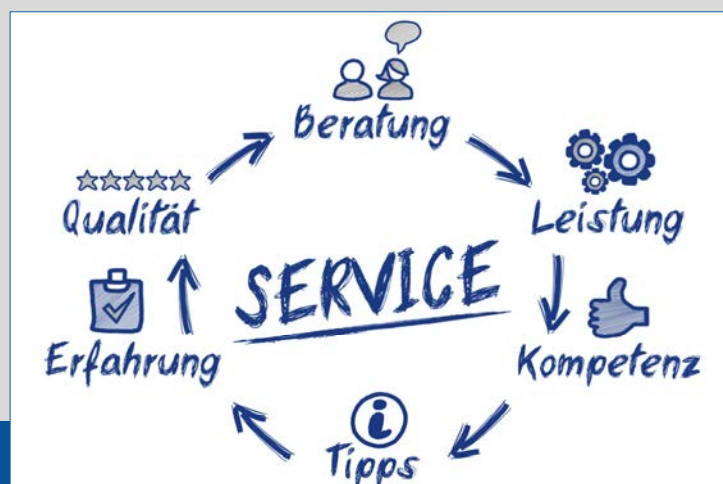 Beratung
Leistung
Kompetenz
Tipps
Erfahrung
Qualität
SERVICE